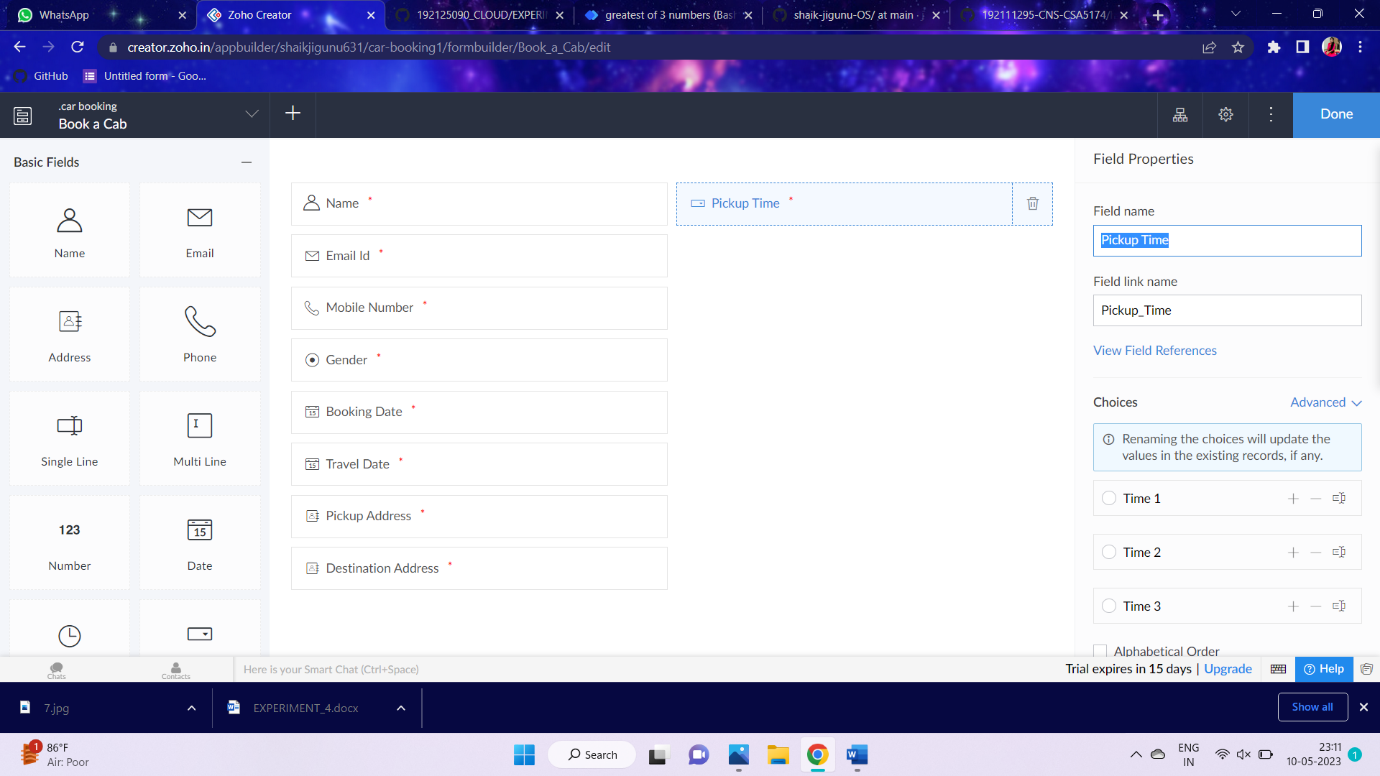 WhatsApp
Zoho Creator
192125090_CLOUD/EXPERI
greatest of 3 numbers (Bas
shaik-jigunu-OS/ at main ·
192111295-CNS-CSA5174/
creator.zoho.in/appbuilder/shaikjigunu631/car-booking1/formbuilder/Book_a_Cab/edit
GitHub
Untitled form - Goo...
.car booking
Book a Cab
Done
Basic Fields
Name
Email
Address
Phone
Single Line
Multi Line
123
Number
15
Date
Name *
Email Id *
Mobile Number *
Gender *
15 Booking Date *
15 Travel Date *
Pickup Address *
Destination Address *
Pickup Time *
Field Properties
Field name
Pickup Time
Field link name
Pickup_Time
View Field References
Choices
Advanced
Renaming the choices will update the
values in the existing records, if any.
Time 1
Time 2
Time 3
Alphabetical Order
Chats
Contacts
Here is your Smart Chat (Ctrl+Space)
Trial expires in 15 days | Upgrade
Help
7.jpg
EXPERIMENT_4.docx
Show all
1
86°F
Air: Poor
Search
ENG
IN
23:11
10-05-2023
1